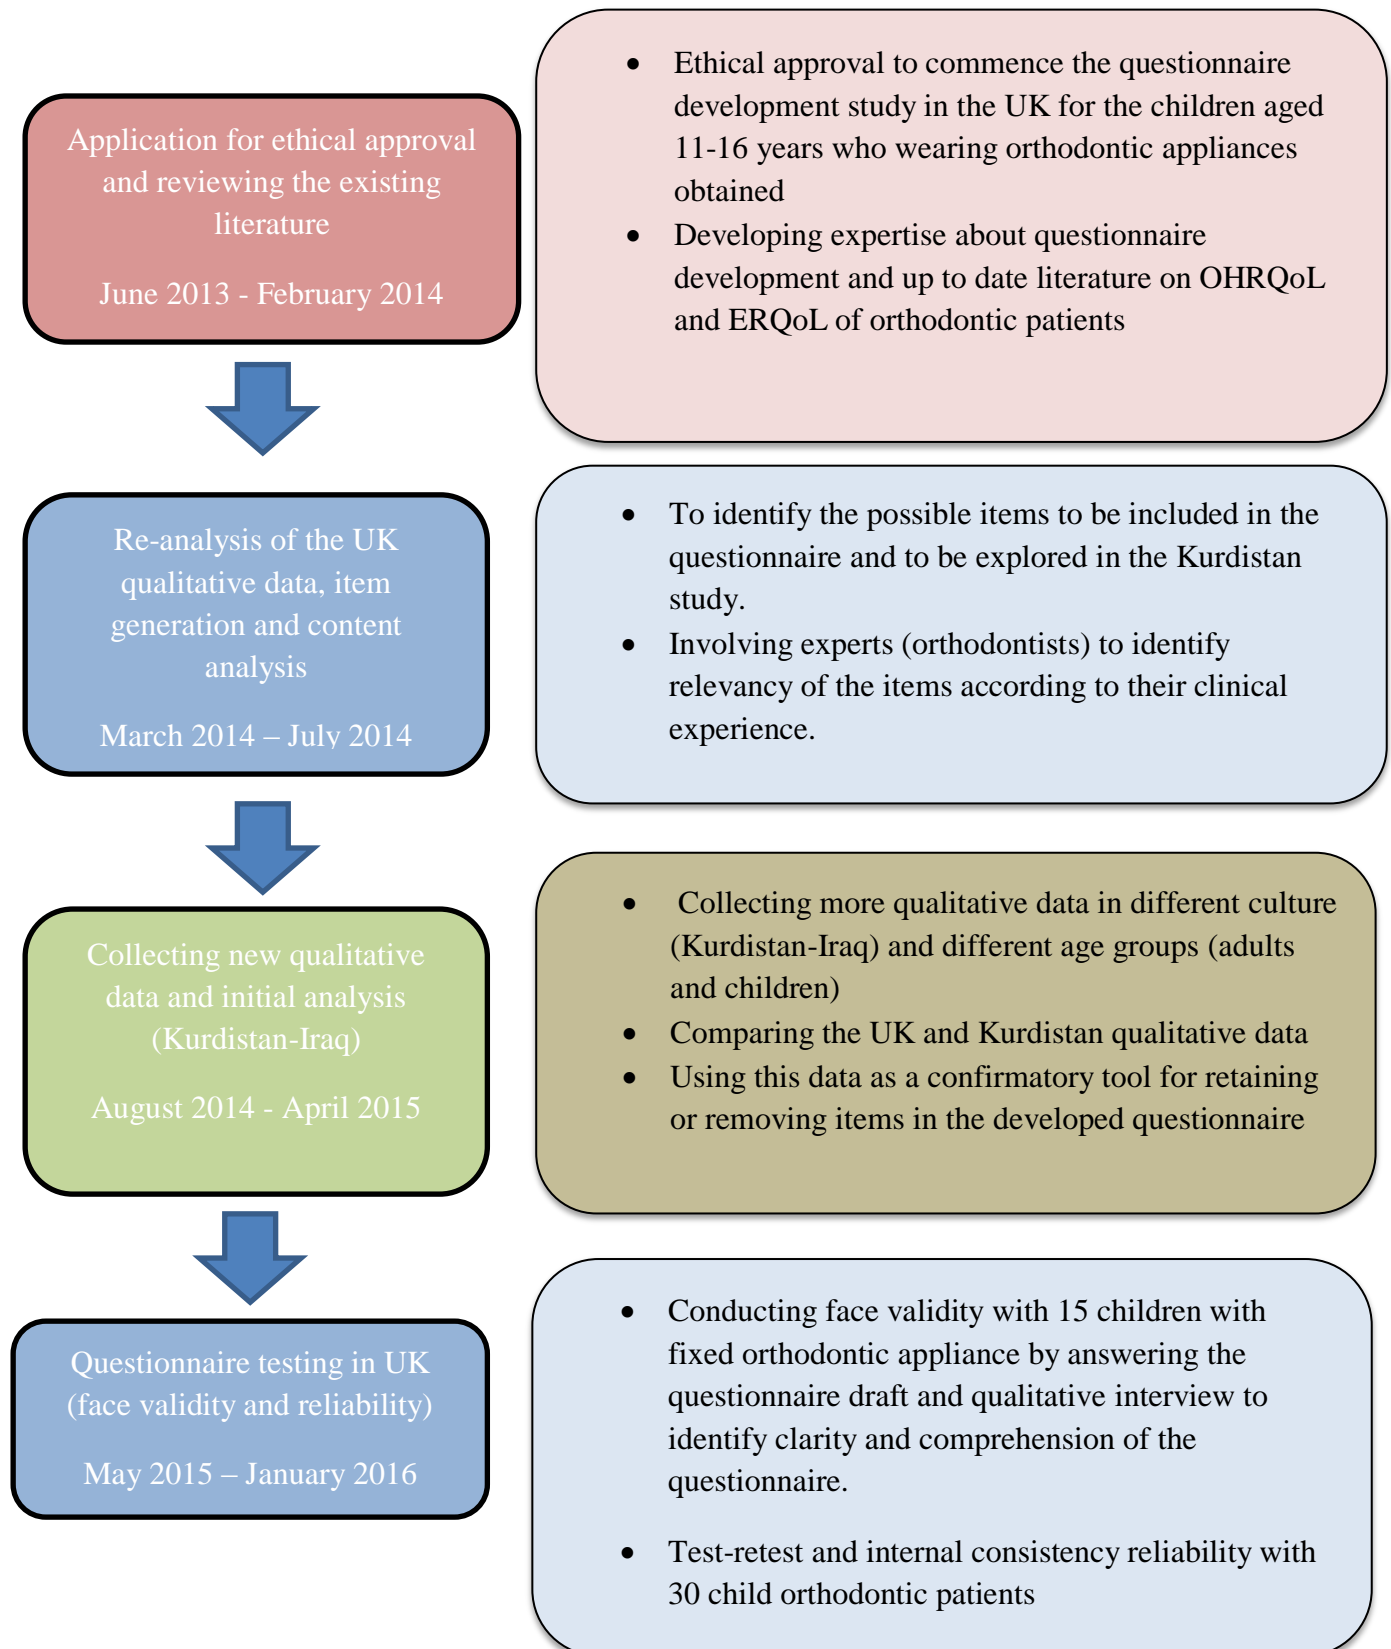 Application for ethical approval
and reviewing the existing
literature
June 2013 - February 2014
• Ethical approval to commence the questionnaire
development study in the UK for the children aged
11-16 years who wearing orthodontic appliances
obtained
• Developing expertise about questionnaire
development and up to date literature on OHRQoL
and ERQoL of orthodontic patients
Re-analysis of the UK
qualitative data, item
generation and content
analysis
March 2014 – July 2014
• To identify the possible items to be included in the
questionnaire and to be explored in the Kurdistan
study.
• Involving experts (orthodontists) to identify
relevancy of the items according to their clinical
experience.
Collecting new qualitative
data and initial analysis
(Kurdistan-Iraq)
August 2014 - April 2015
• Collecting more qualitative data in different culture
(Kurdistan-Iraq) and different age groups (adults
and children)
• Comparing the UK and Kurdistan qualitative data
• Using this data as a confirmatory tool for retaining
or removing items in the developed questionnaire
Questionnaire testing in UK
(face validity and reliability)
May 2015 – January 2016
• Conducting face validity with 15 children with
fixed orthodontic appliance by answering the
questionnaire draft and qualitative interview to
identify clarity and comprehension of the
questionnaire.
• Test-retest and internal consistency reliability with
30 child orthodontic patients